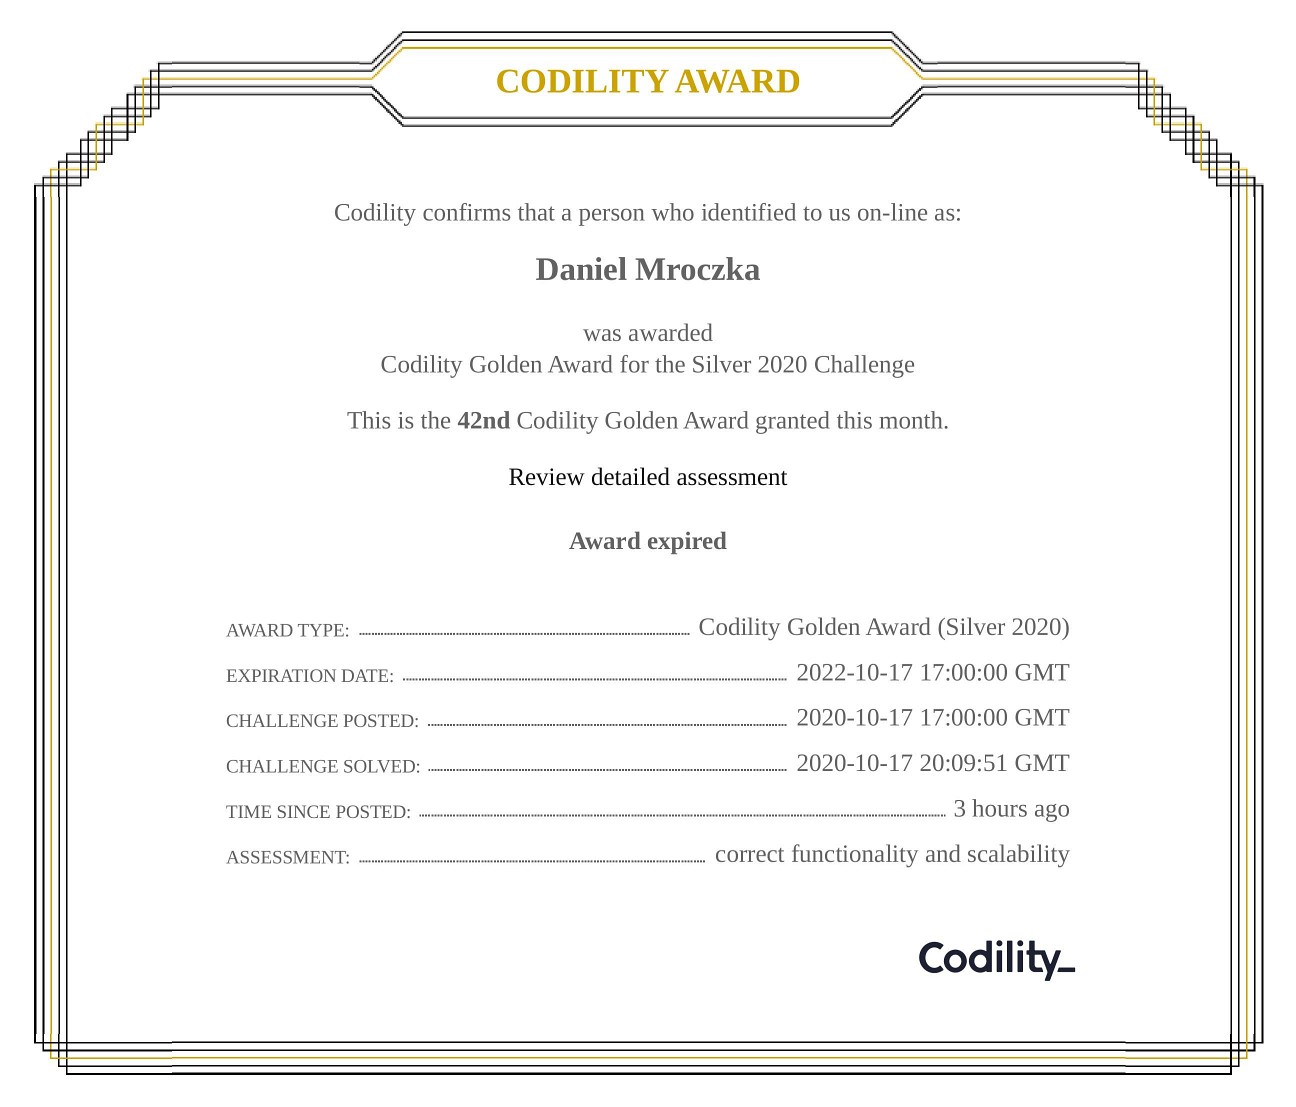 CODILITY AWARD
Codility confirms that a person who identified to us on-line as:
Daniel Mroczka
was awarded
Codility Golden Award for the Silver 2020 Challenge
This is the 42nd Codility Golden Award granted this month.
Review detailed assessment
Award expired
AWARD TYPE: Codility Golden Award (Silver 2020)
EXPIRATION DATE: 2022-10-17 17:00:00 GMT
CHALLENGE POSTED: 2020-10-17 17:00:00 GMT
CHALLENGE SOLVED: 2020-10-17 20:09:51 GMT
TIME SINCE POSTED: 3 hours ago
ASSESSMENT: correct functionality and scalability
Codility_